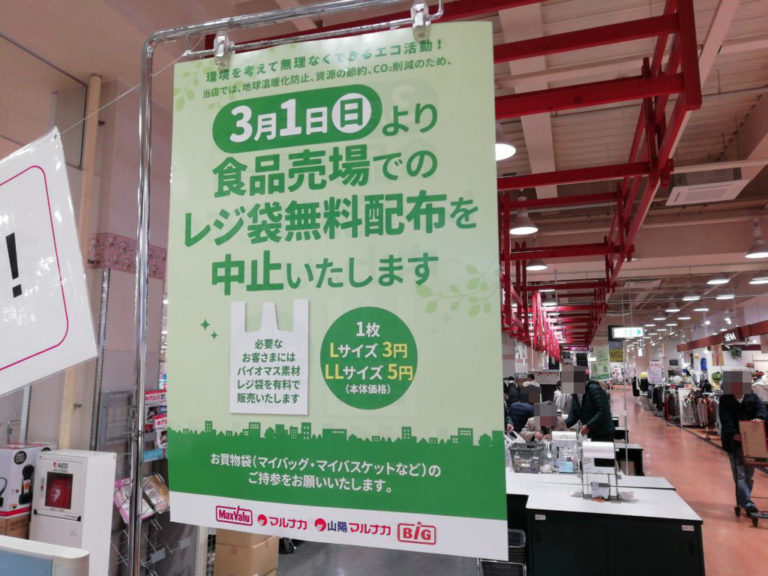 環境を考えて無理なくできるエコ活動!
当店では、地球温暖化防止、資源の節約、CO₂削減のため、
3月1日日より
食品売場での
レジ袋無料配布を
中止いたします
必要な
お客さまには
バイオマス素材
レジ袋を有料で
販売いたします
1枚
Lサイズ 3円
LLサイズ 5円
(本体価格)
お買物袋(マイバッグ・マイバスケットなど)の
ご持参をお願いいたします。
MaxValu マルナカ 山陽マルナカ BIG
!
AED